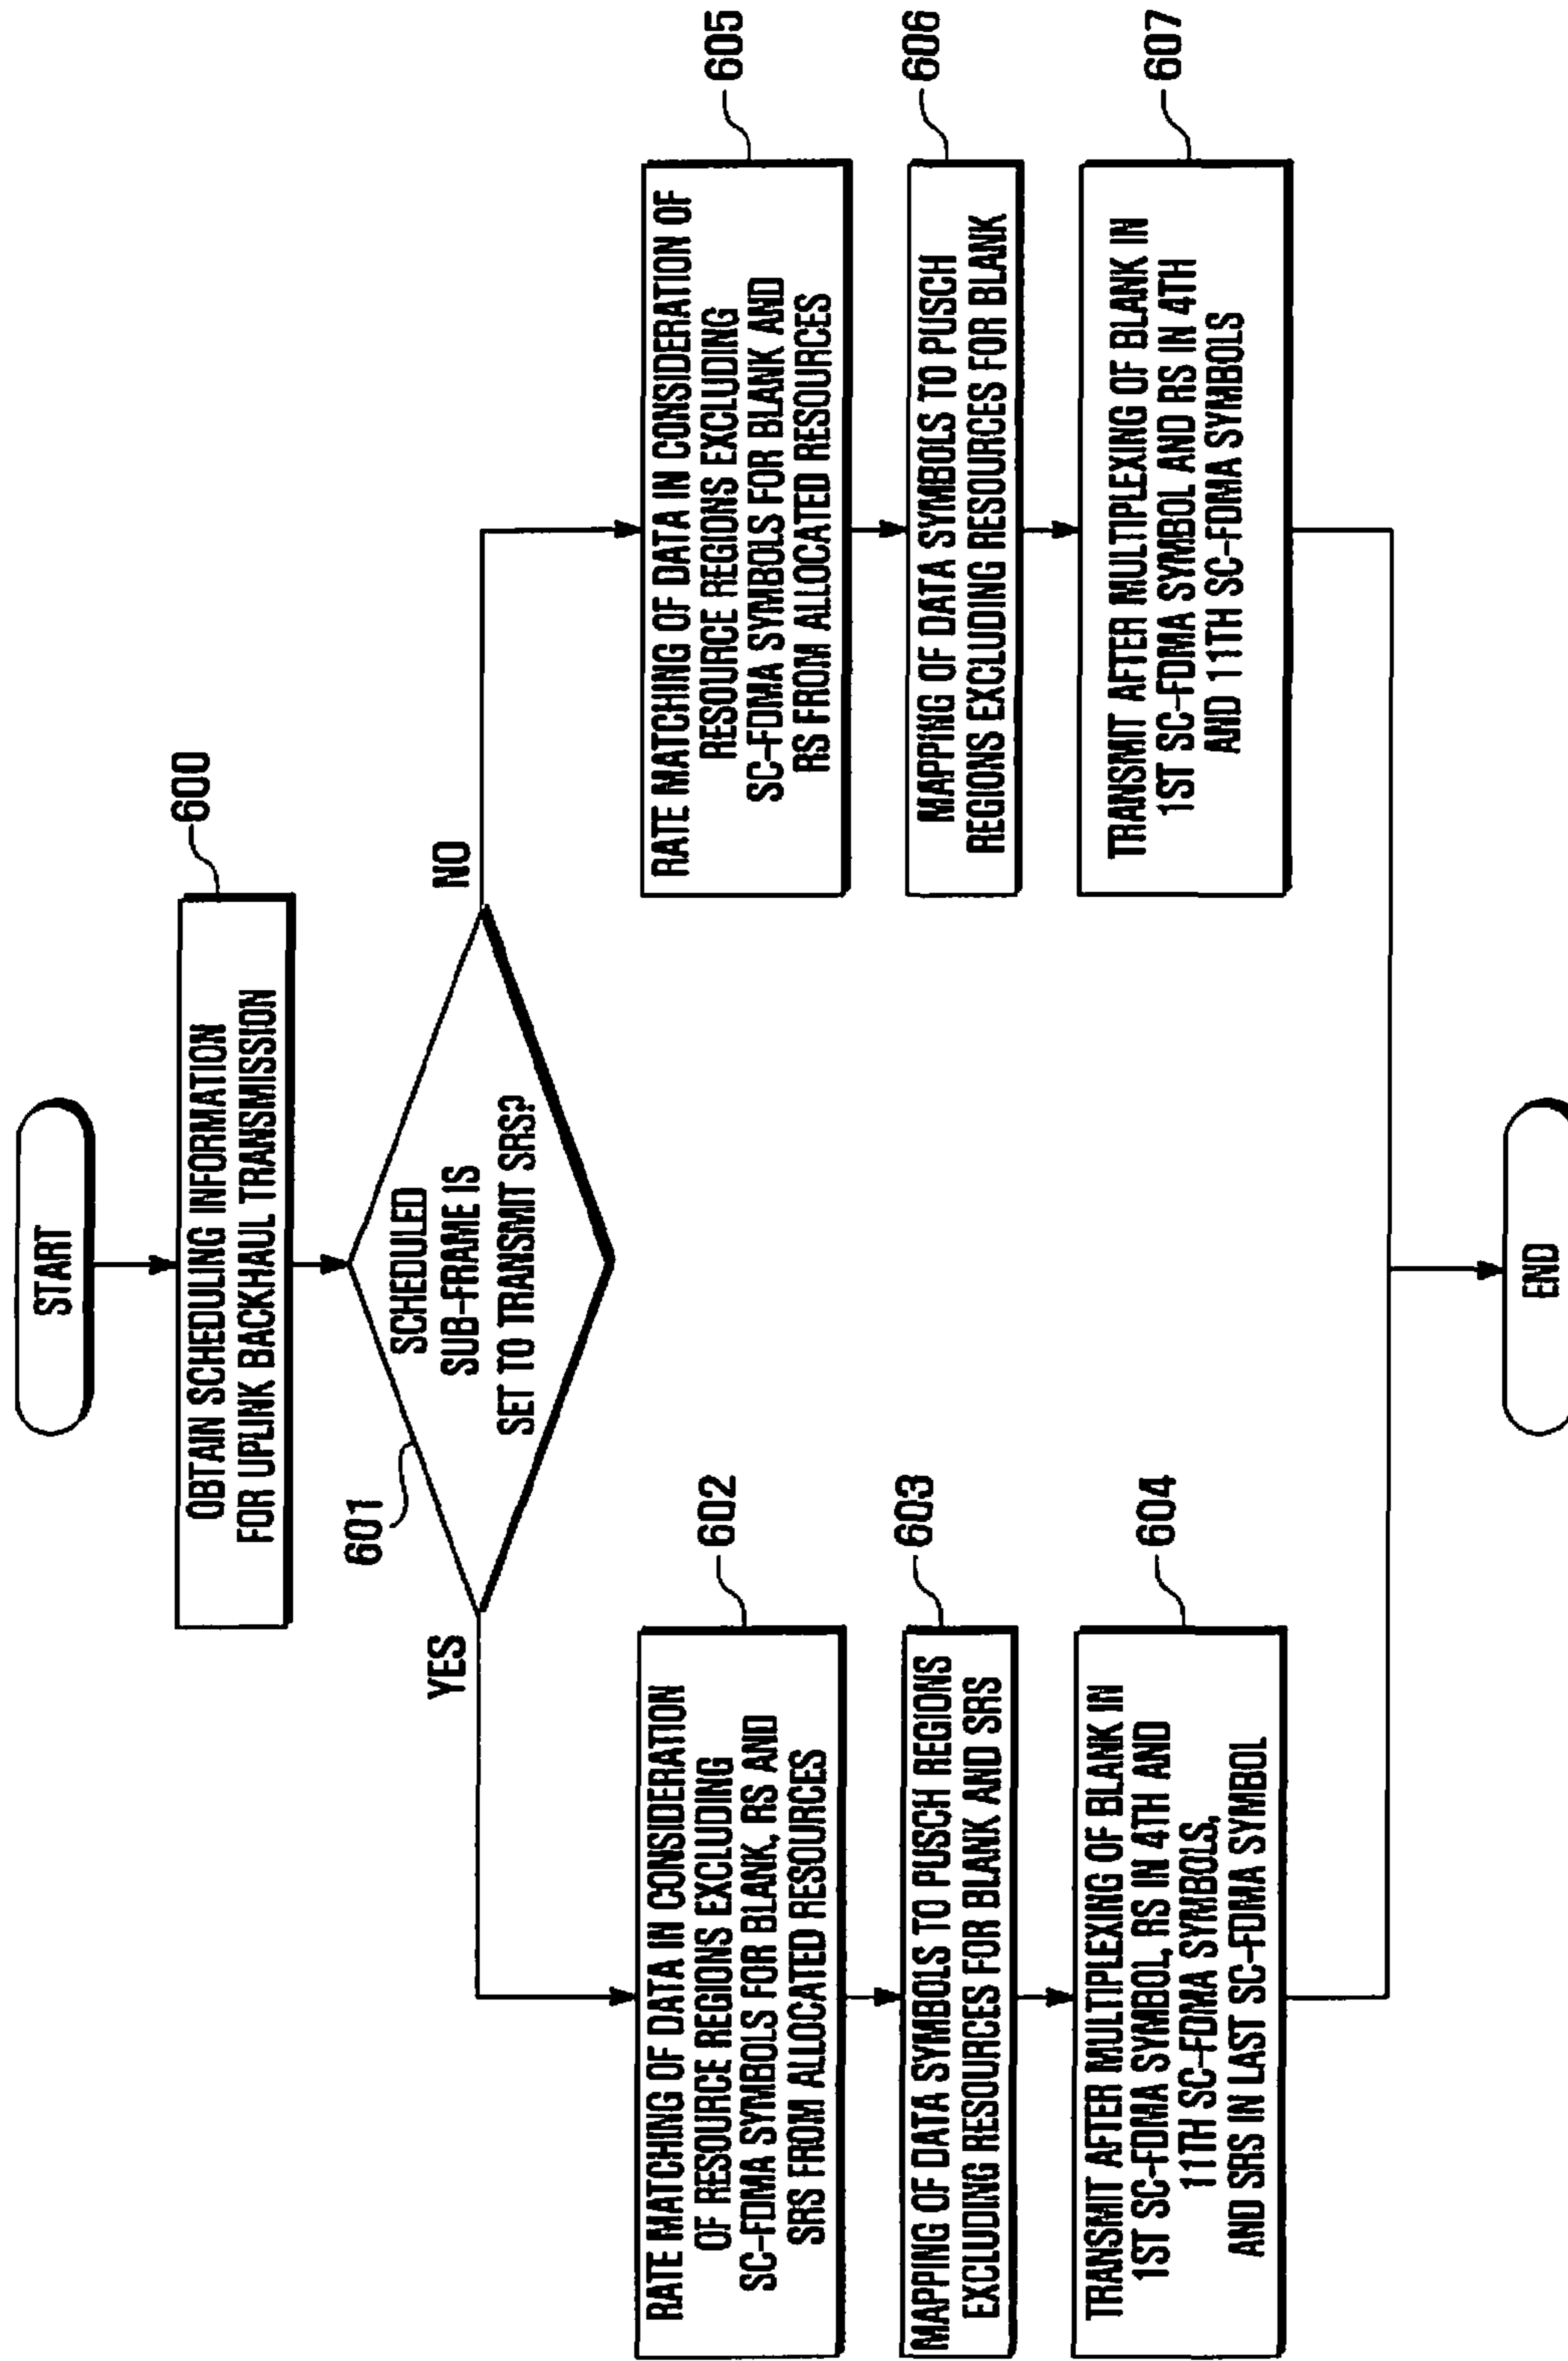 START
600
OBTAIN SCHEDULING INFORMATION
FOR UPLINK BACKHAUL TRANSMISSION
601
SCHEDULED
SUB-FRAME IS
SET TO TRANSMIT SRS?
YES
NO
602
RATE MATCHING OF DATA IN CONSIDERATION
OF RESOURCE REGIONS EXCLUDING
SC-FDMA SYMBOLS FOR BLANK, RS AND
SRS FROM ALLOCATED RESOURCES
603
MAPPING OF DATA SYMBOLS TO PUSCH REGIONS
EXCLUDING RESOURCES FOR BLANK AND SRS
604
TRANSMIT AFTER MULTIPLEXING OF BLANK IN
1ST SC-FDMA SYMBOL, RS IN 4TH AND
11TH SC-FDMA SYMBOLS,
AND SRS IN LAST SC-FDMA SYMBOL
605
RATE MATCHING OF DATA IN CONSIDERATION OF
RESOURCE REGIONS EXCLUDING
SC-FDMA SYMBOLS FOR BLANK AND
RS FROM ALLOCATED RESOURCES
606
MAPPING OF DATA SYMBOLS TO PUSCH
REGIONS EXCLUDING RESOURCES FOR BLANK
607
TRANSMIT AFTER MULTIPLEXING OF BLANK IN
1ST SC-FDMA SYMBOL AND RS IN 4TH
AND 11TH SC-FDMA SYMBOLS
END